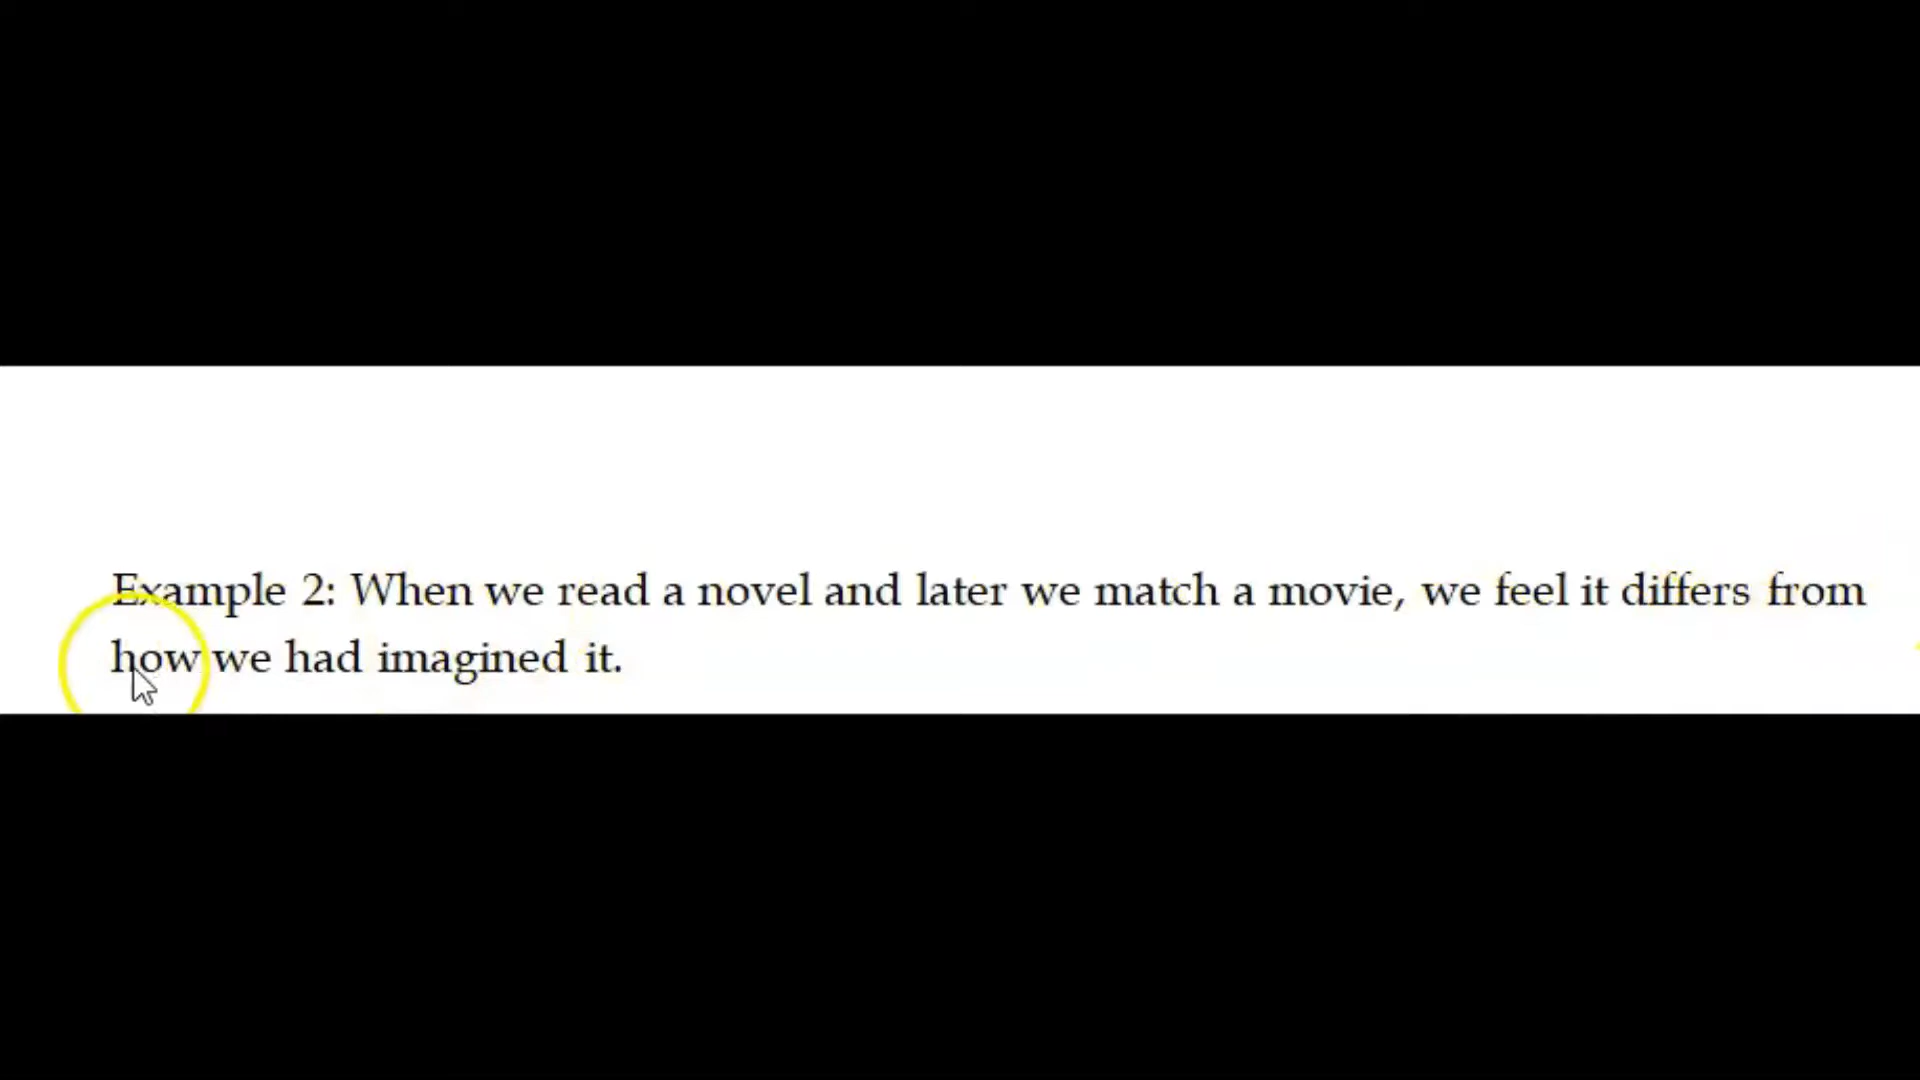 Example 2: When we read a novel and later we match a movie, we feel it differs from
how we had imagined it.